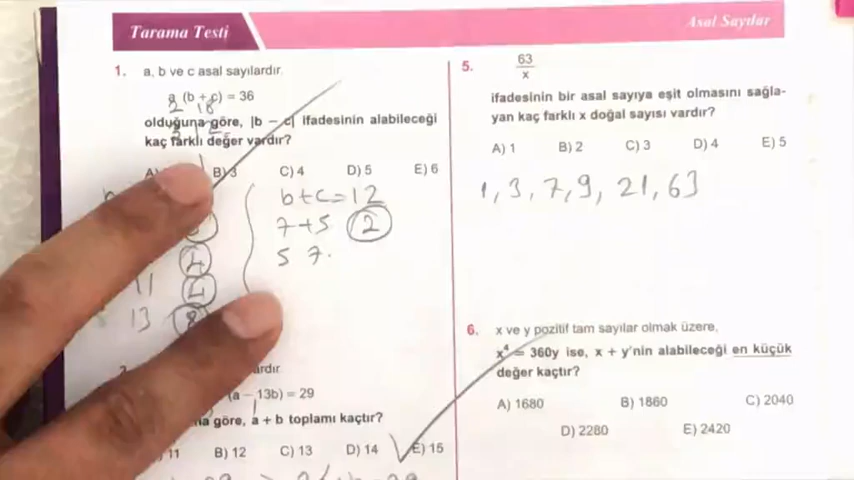 Tarama Testi
Asal Sayılar
1. a, b ve c asal sayılardır.
a (b + c) = 36
2 18
olduğuna göre, |b − c| ifadesinin alabileceği
kaç farklı değer vardır?
B) 3 C) 4 D) 5 E) 6
b+c=12
7+5 2
5 7
11
13 8
(a − 13b) = 29
göre, a + b toplamı kaçtır?
11 B) 12 C) 13 D) 14 E) 15
5. 63
x
ifadesinin bir asal sayıya eşit olmasını sağla-
yan kaç farklı x doğal sayısı vardır?
A) 1 B) 2 C) 3 D) 4 E) 5
1, 3, 7, 9, 21, 63
6. x ve y pozitif tam sayılar olmak üzere,
x⁴ = 360y ise, x + y'nin alabileceği en küçük
değer kaçtır?
A) 1680 B) 1860 C) 2040
D) 2280 E) 2420